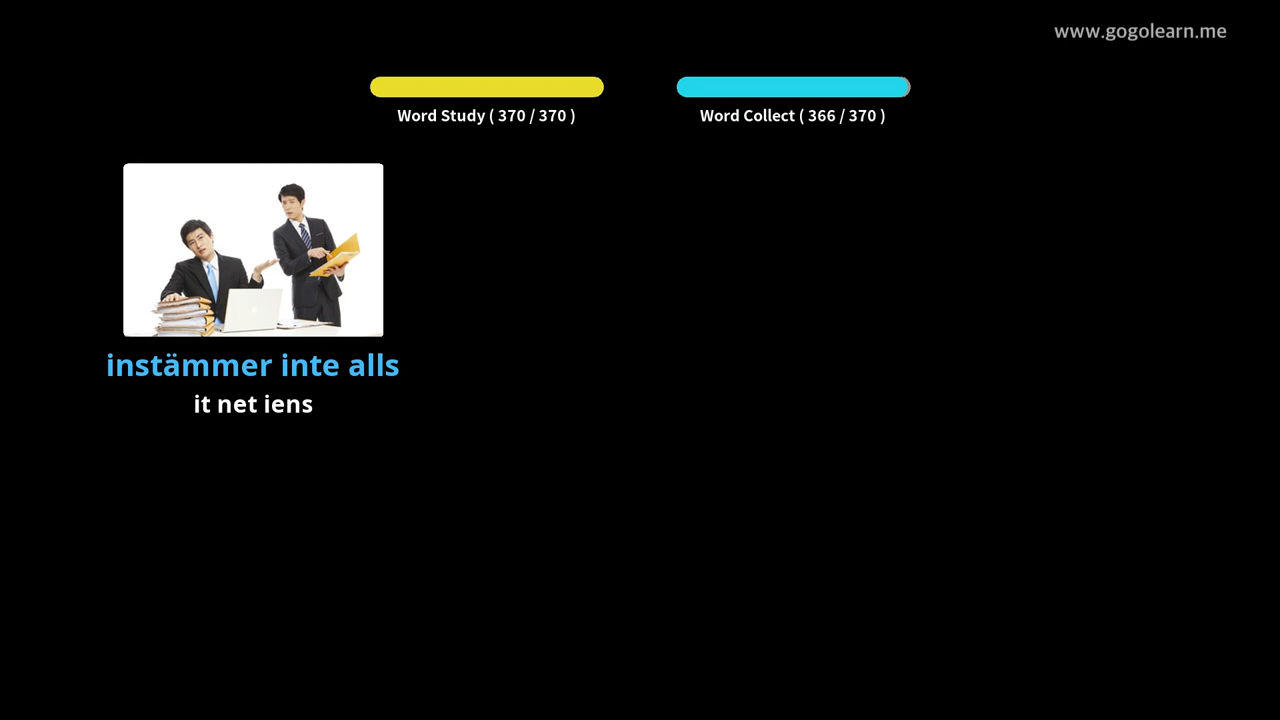 www.gogolearn.me
Word Study ( 370 / 370 )
Word Collect ( 366 / 370 )
instämmer inte alls
it net iens